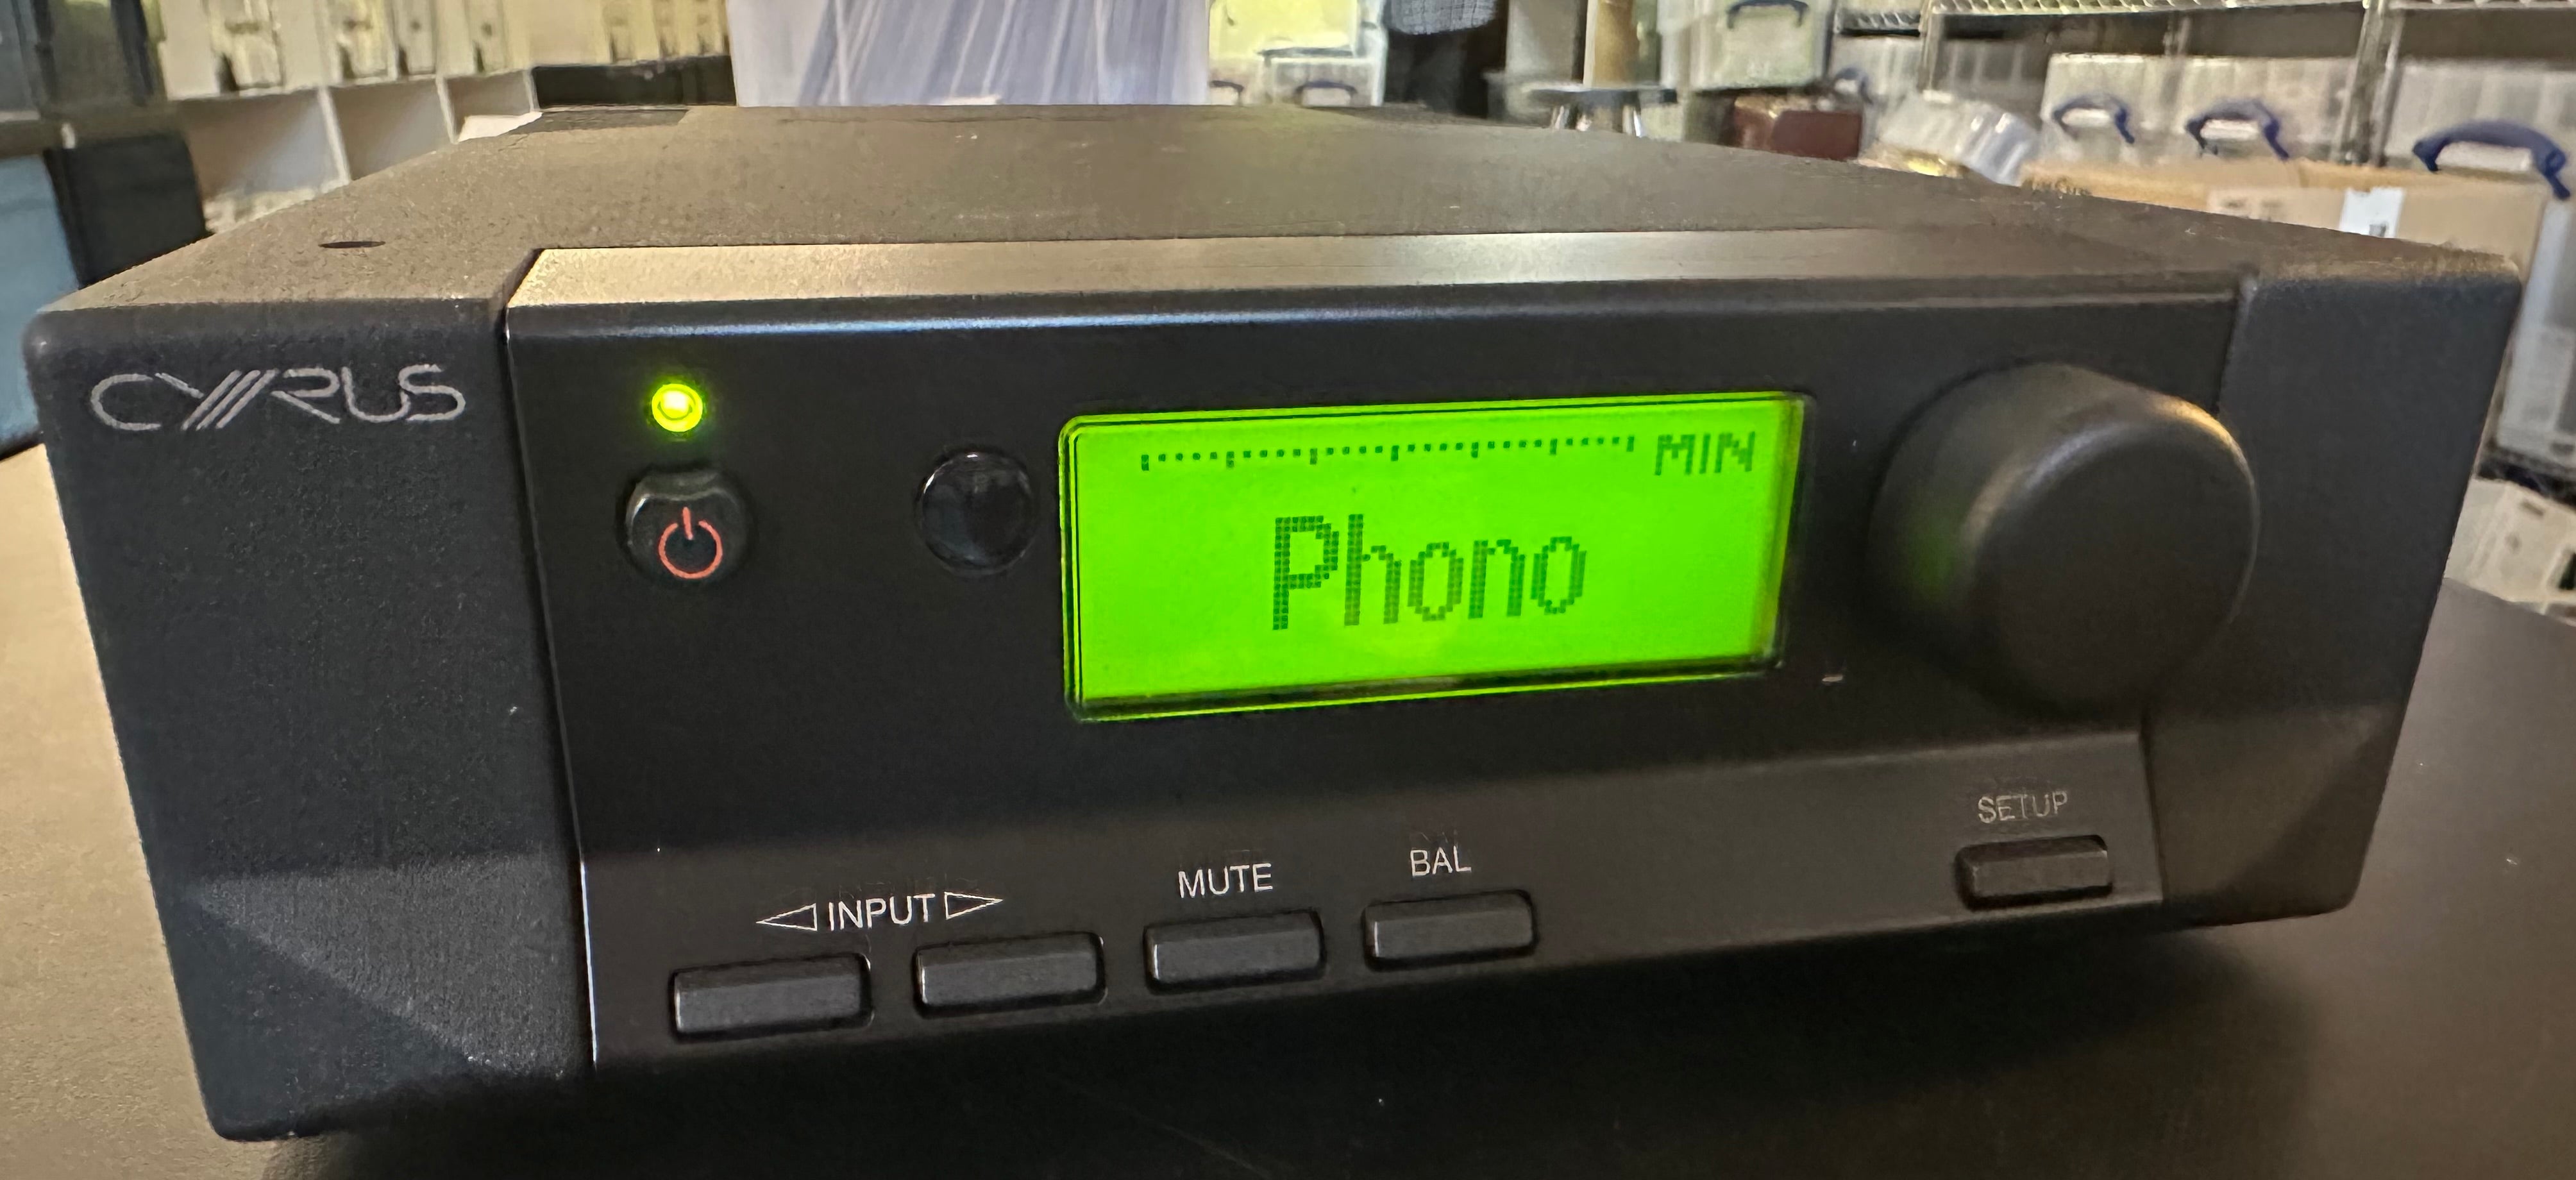 CYRUS
MIN
Phono
SETUP
INPUT
MUTE
BAL